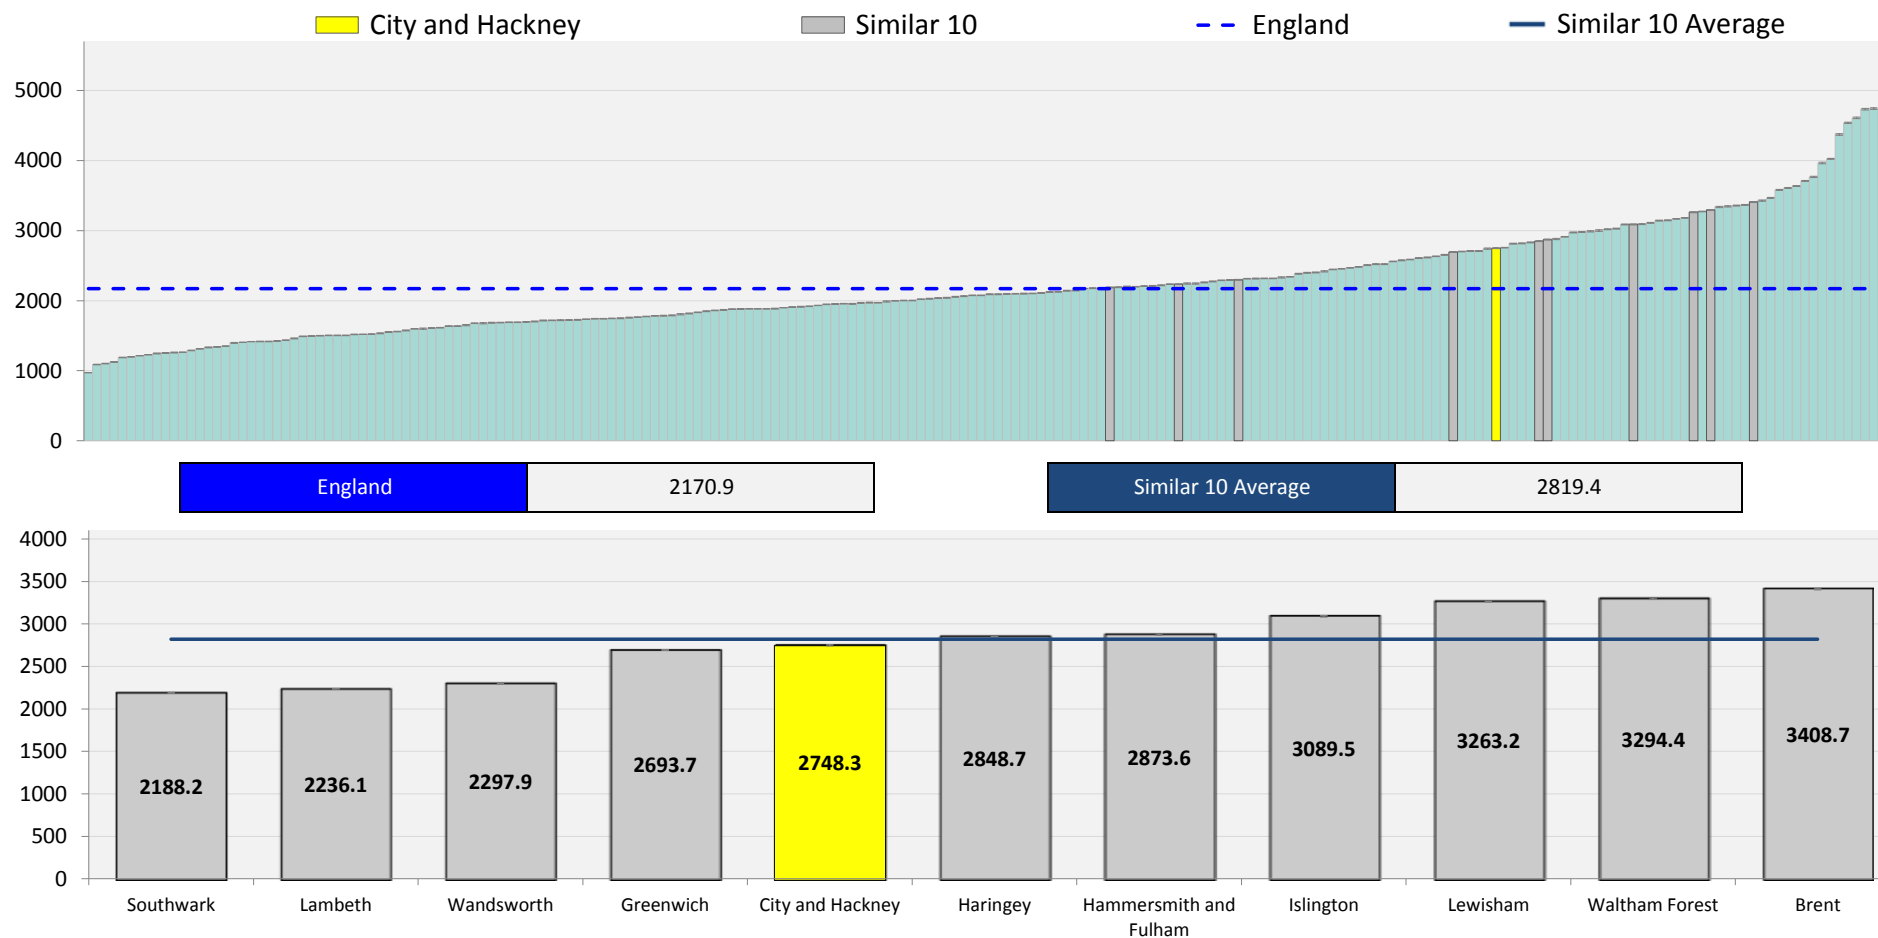 City and Hackney
Similar 10
England
Similar 10 Average
5000
4000
3000
2000
1000
0
England
2170.9
Similar 10 Average
2819.4
4000
3500
3000
2500
2000
1500
1000
500
0
2188.2
2236.1
2297.9
2693.7
2748.3
2848.7
2873.6
3089.5
3263.2
3294.4
3408.7
Southwark
Lambeth
Wandsworth
Greenwich
City and Hackney
Haringey
Hammersmith and
Fulham
Islington
Lewisham
Waltham Forest
Brent